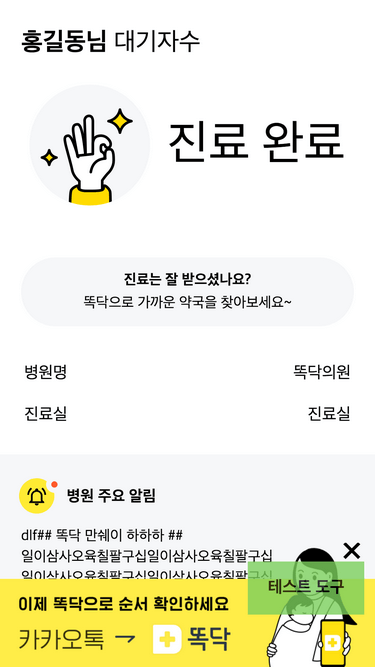 홍길동님 대기자수
진료 완료
진료는 잘 받으셨나요?
똑닥으로 가까운 약국을 찾아보세요~
병원명 똑닥의원
진료실 진료실
병원 주요 알림
dlf## 똑닥 만쉐이 하하하 ##
일이삼사오육칠팔구십일이삼사오육칠팔구십
일이삼사오육칠팔구십일이삼사오육칠팔구십
테스트 도구
이제 똑닥으로 순서 확인하세요
카카오톡 → 똑닥